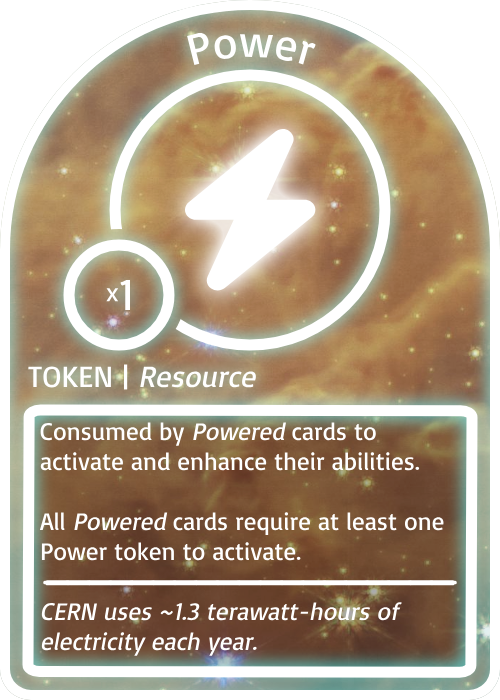 Power
x1
TOKEN | Resource
Consumed by Powered cards to
activate and enhance their abilities.
All Powered cards require at least one
Power token to activate.
CERN uses ~1.3 terawatt-hours of
electricity each year.